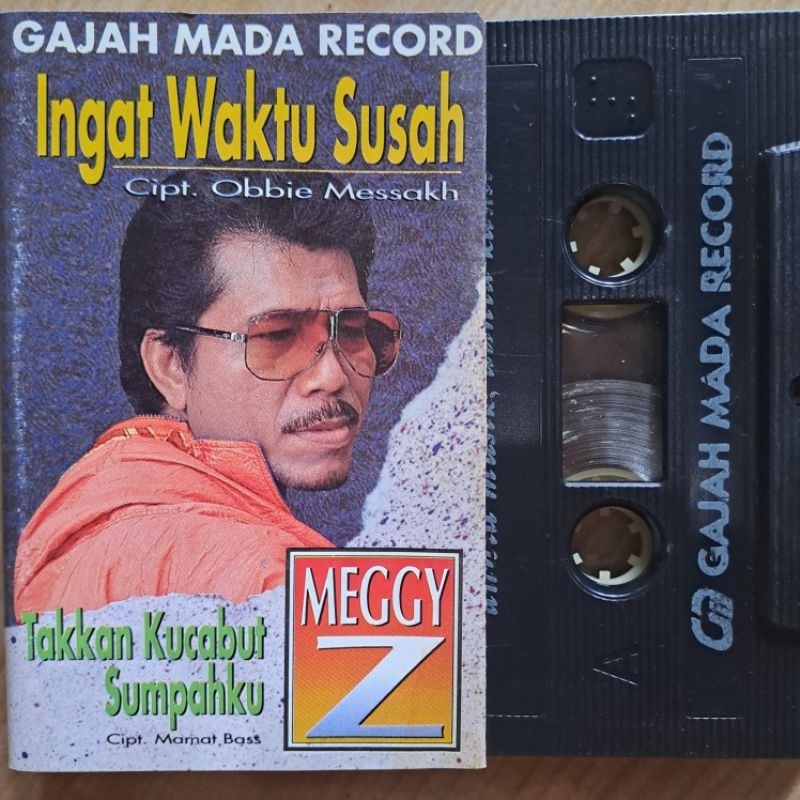 GAJAH MADA RECORD
Ingat Waktu Susah
Cipt. Obbie Messakh
MEGGY
Z
Takkan Kucabut
Sumpahku
Cipt. Mamat Bass
A
GAJAH MADA RECORD